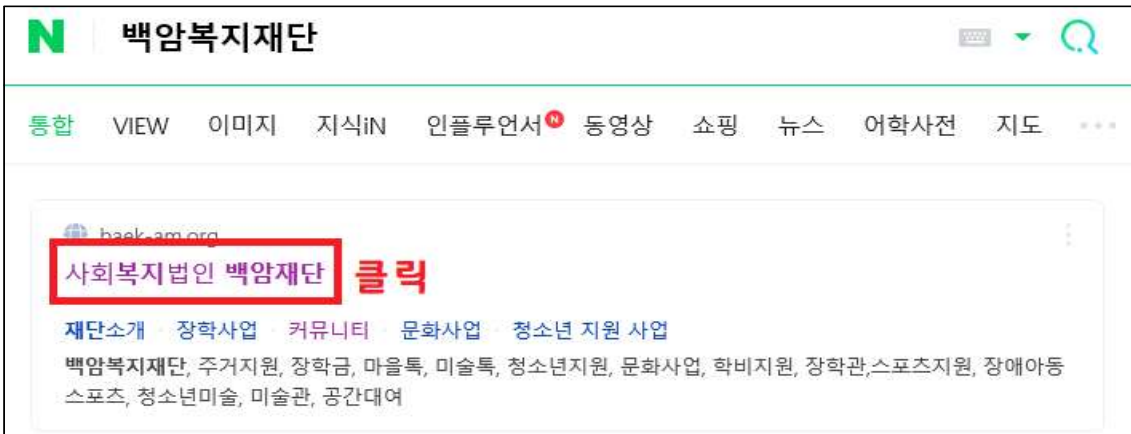 N 백암복지재단
통합 VIEW 이미지 지식iN 인플루언서 N 동영상 쇼핑 뉴스 어학사전 지도 ...
baek-am.org
사회복지법인 백암재단 클릭
재단소개 · 장학사업 · 커뮤니티 · 문화사업 · 청소년 지원 사업
백암복지재단, 주거지원, 장학금, 마을톡, 미술톡, 청소년지원, 문화사업, 학비지원, 장학관,스포츠지원, 장애아동
스포츠, 청소년미술, 미술관, 공간대여